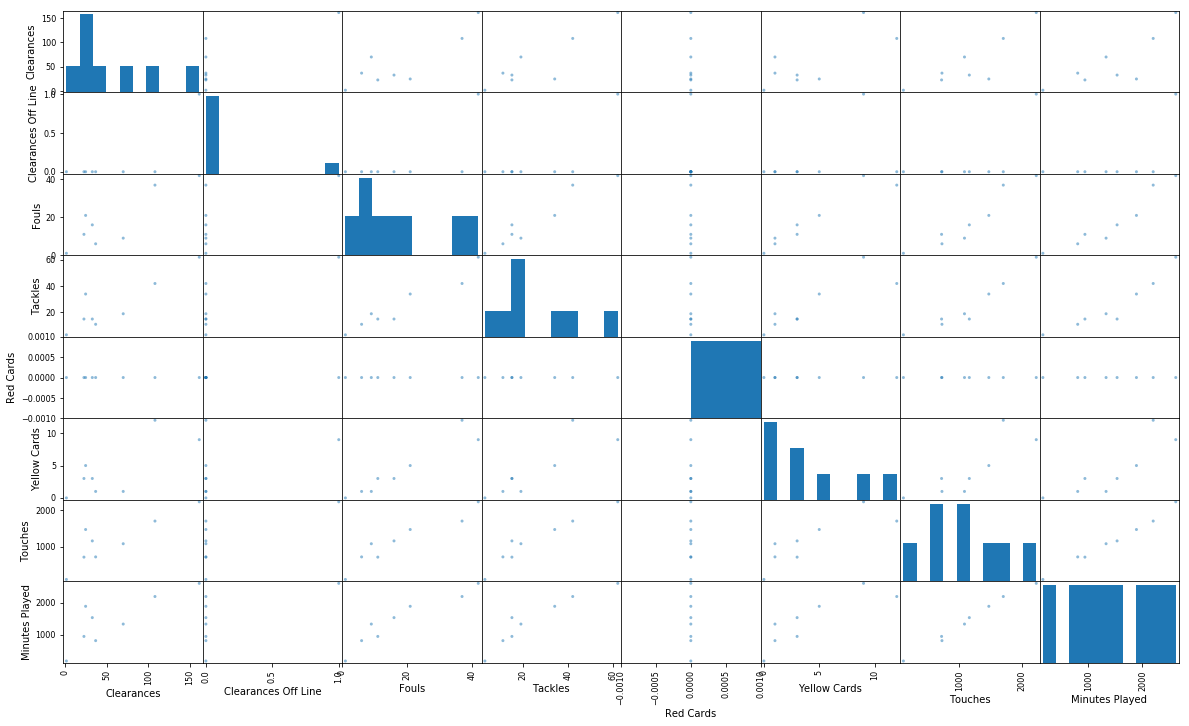 150
100
50
0
Clearances
1.0
0.5
0.0
Clearances Off Line
40
20
0
Fouls
60
40
20
Tackles
0.0010
0.0005
0.0000
−0.0005
−0.0010
Red Cards
10
5
0
Yellow Cards
2000
1000
Touches
2000
1000
Minutes Played
0 50 100 150
Clearances
0.0 0.5 1.0
Clearances Off Line
0 20 40
Fouls
20 40 60
Tackles
−0.0010 −0.0005 0.0000 0.0005 0.0010
Red Cards
0 5 10
Yellow Cards
1000 2000
Touches
1000 2000
Minutes Played